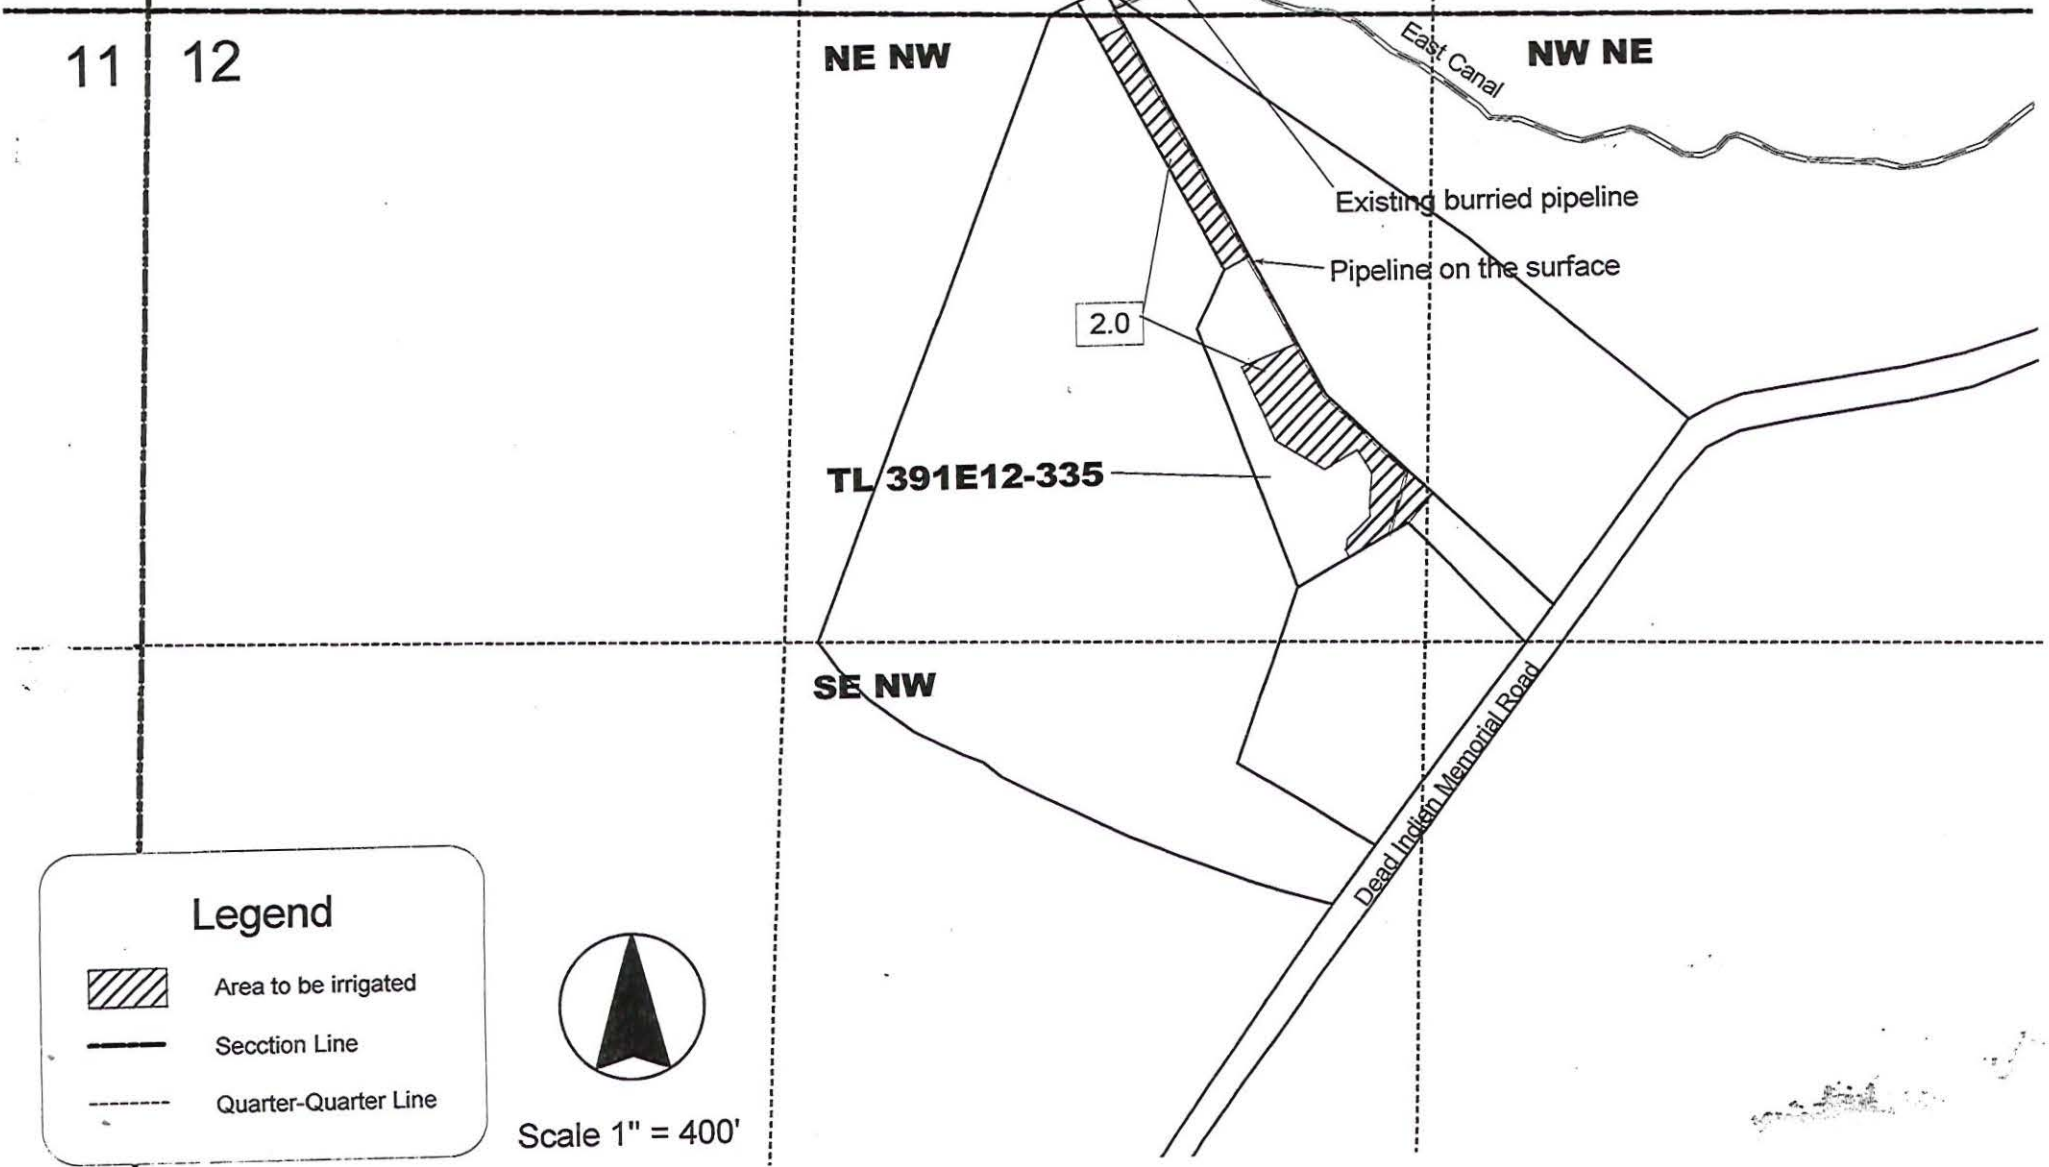 11 12
NE NW
East Canal
NW NE
Existing burried pipeline
Pipeline on the surface
2.0
TL 391E12-335
SE NW
Dead Indian Memorial Road
Legend
Area to be irrigated
Secction Line
Quarter-Quarter Line
Scale 1" = 400'